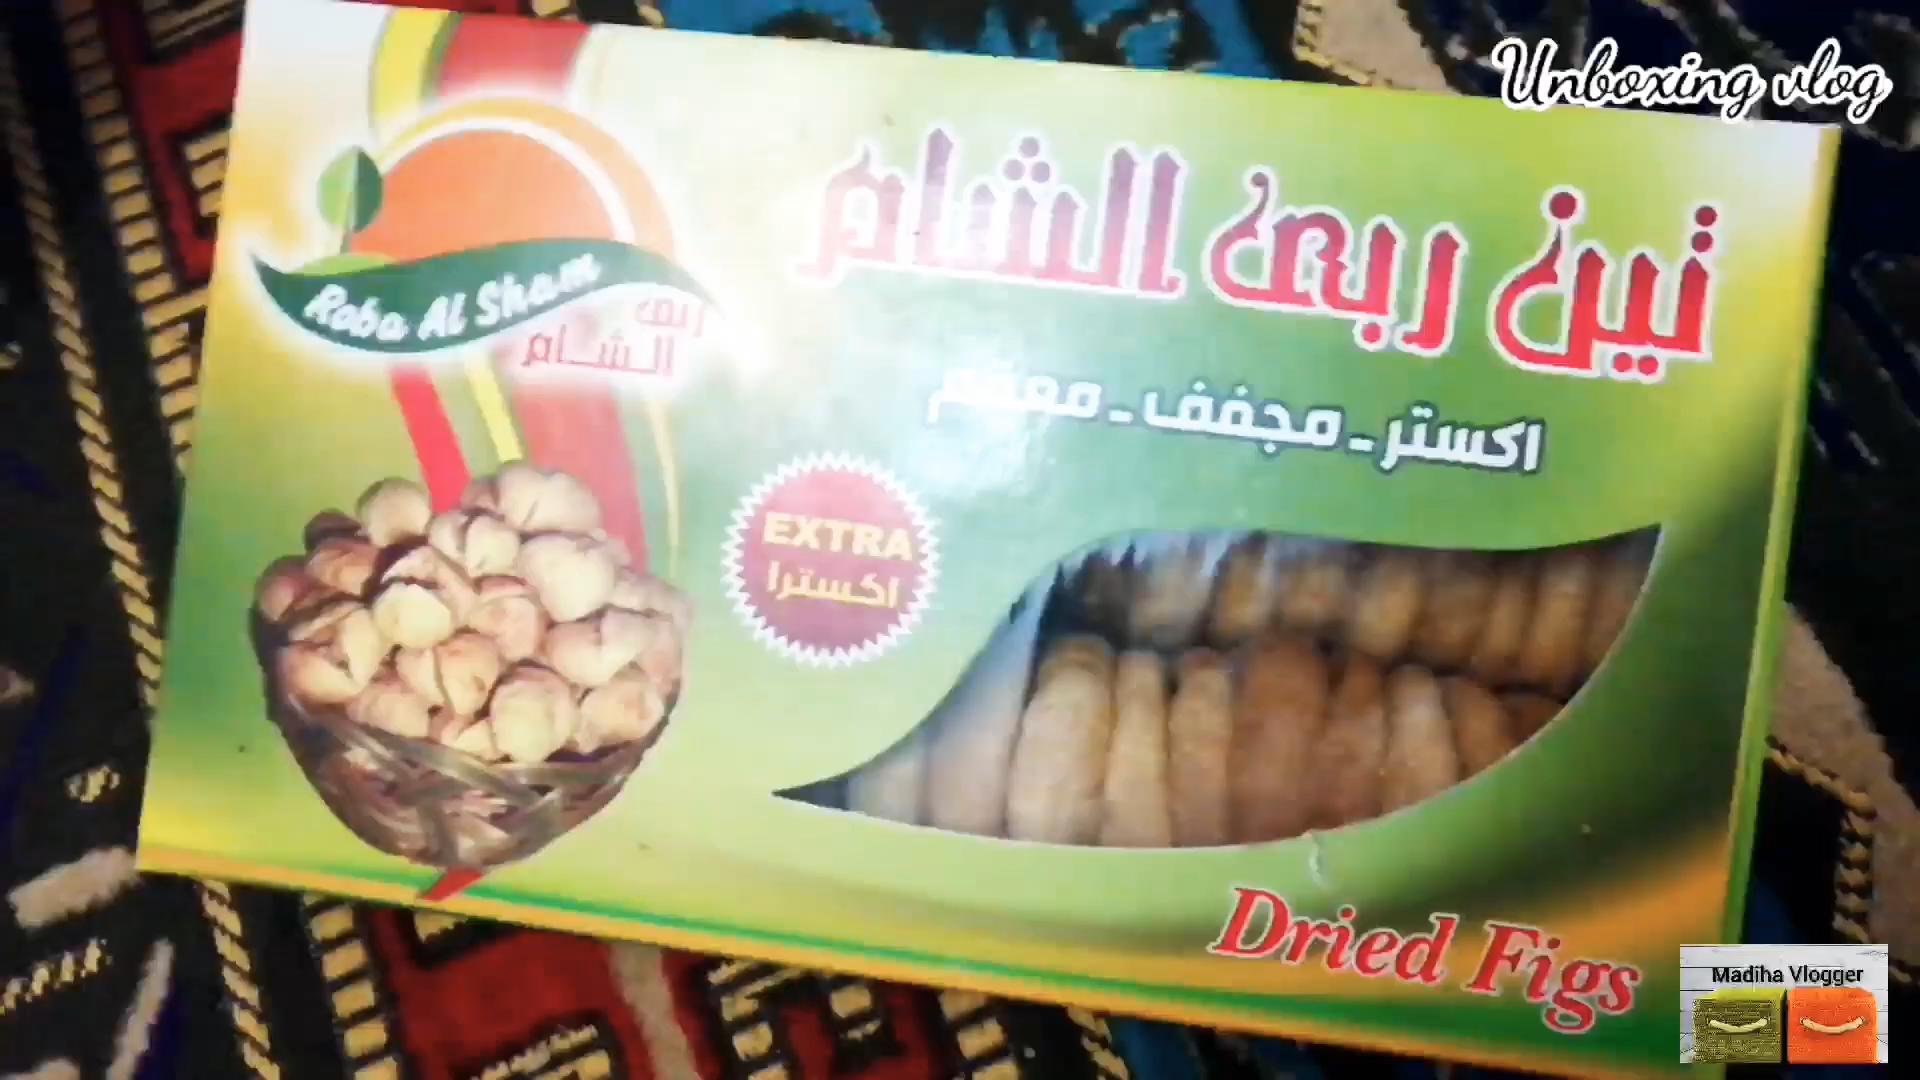 Unboxing vlog
تين ربى الشام
Roba Al Sham
ربى
الشام
اكستر - مجفف - معقم
EXTRA
اكسترا
Dried Figs
Madiha Vlogger